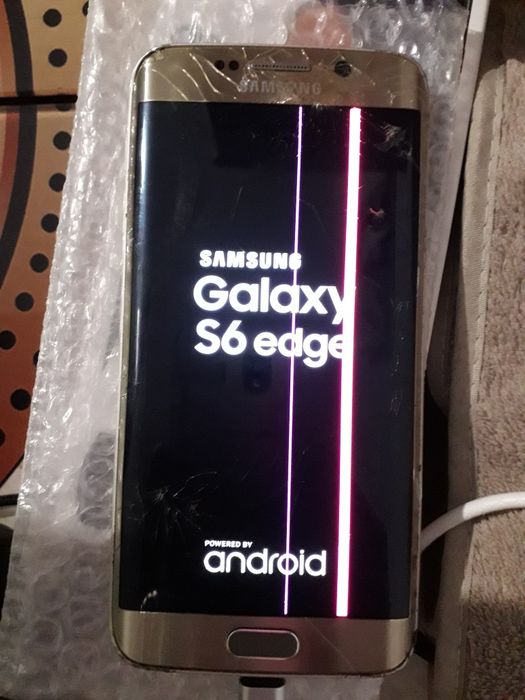 SAMSUNG
SAMSUNG
Galaxy
S6 edge
POWERED BY
android